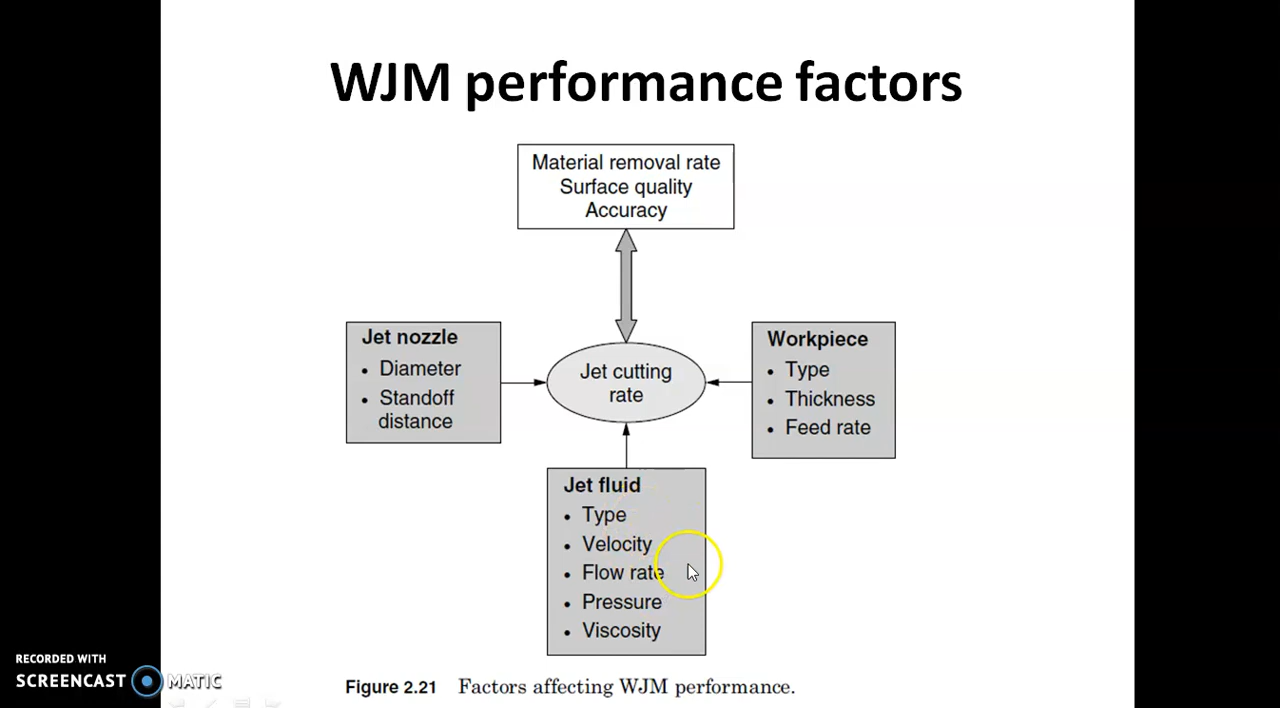 WJM performance factors
Material removal rate
Surface quality
Accuracy
Jet nozzle
• Diameter
• Standoff
distance
Jet cutting
rate
Workpiece
• Type
• Thickness
• Feed rate
Jet fluid
• Type
• Velocity
• Flow rate
• Pressure
• Viscosity
Figure 2.21 Factors affecting WJM performance.
RECORDED WITH
SCREENCAST MATIC